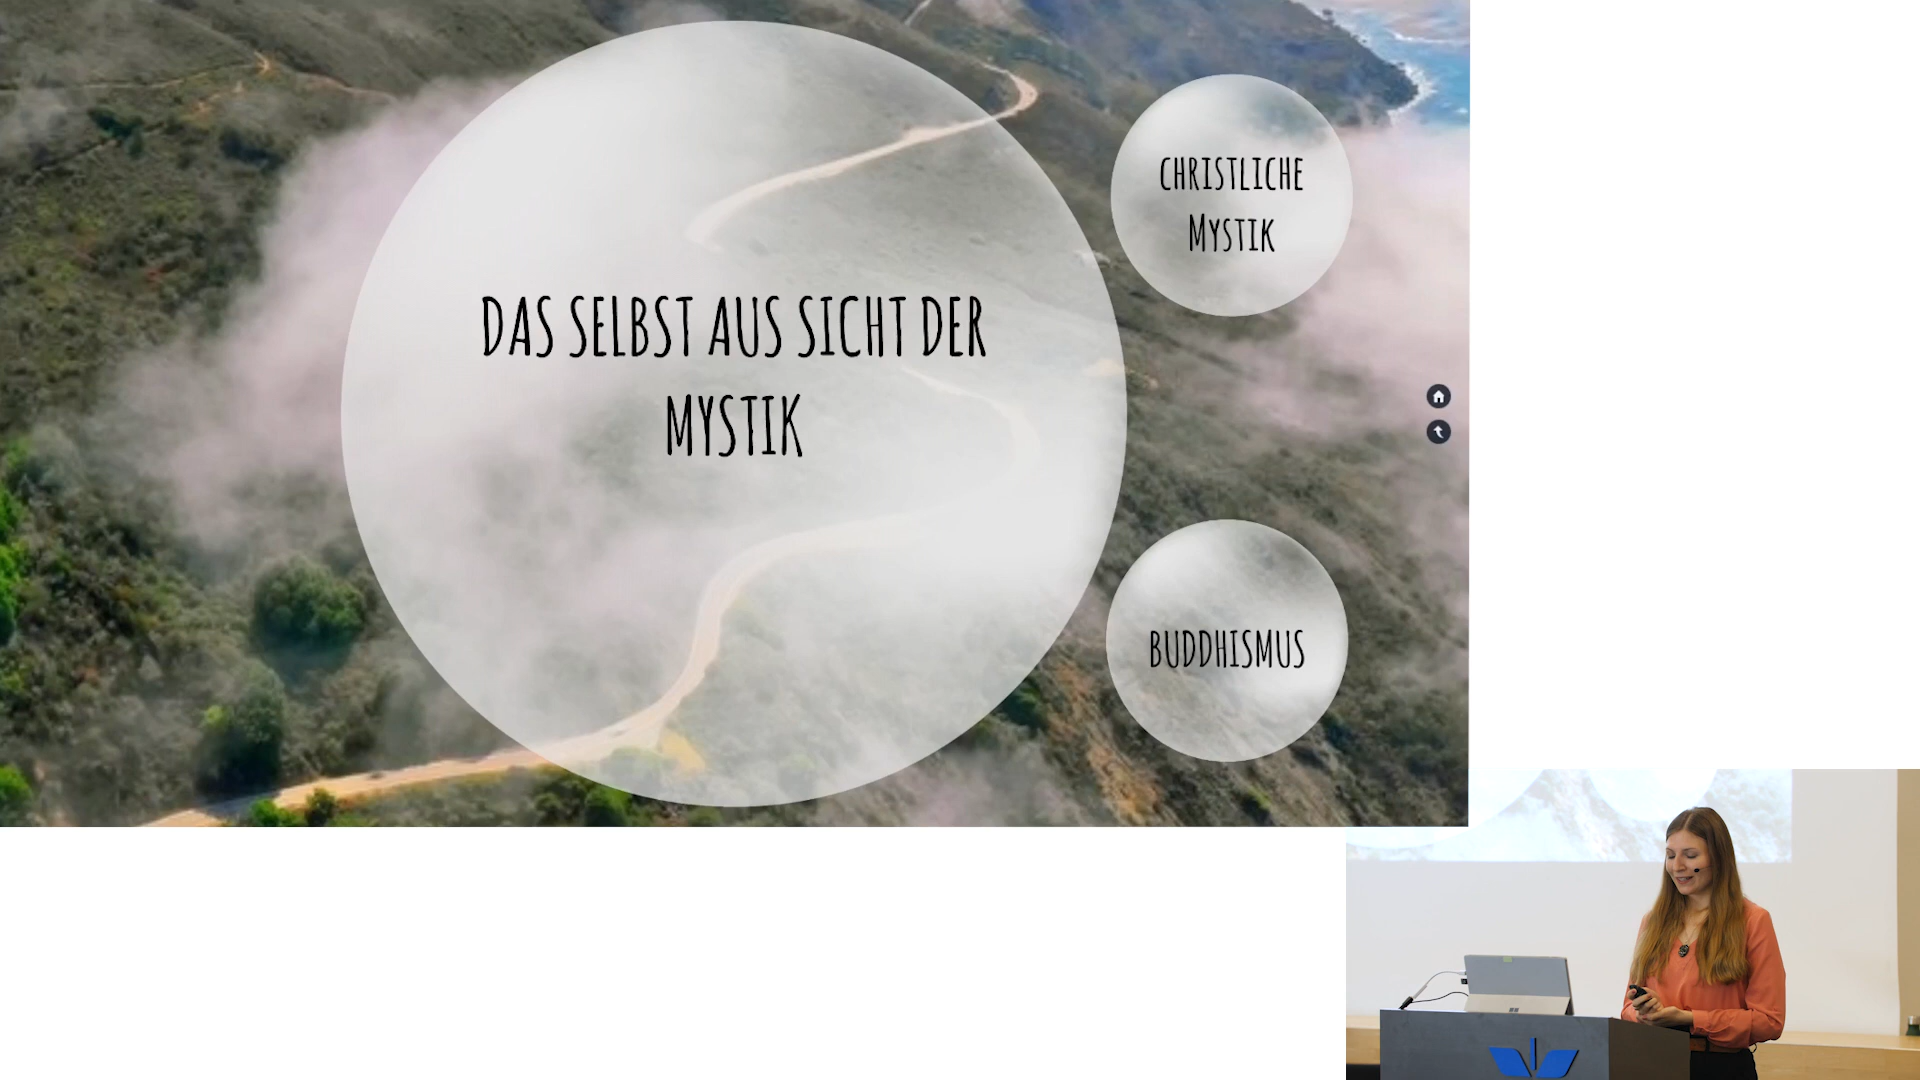 DAS SELBST AUS SICHT DER
MYSTIK
CHRISTLICHE
MYSTIK
BUDDHISMUS